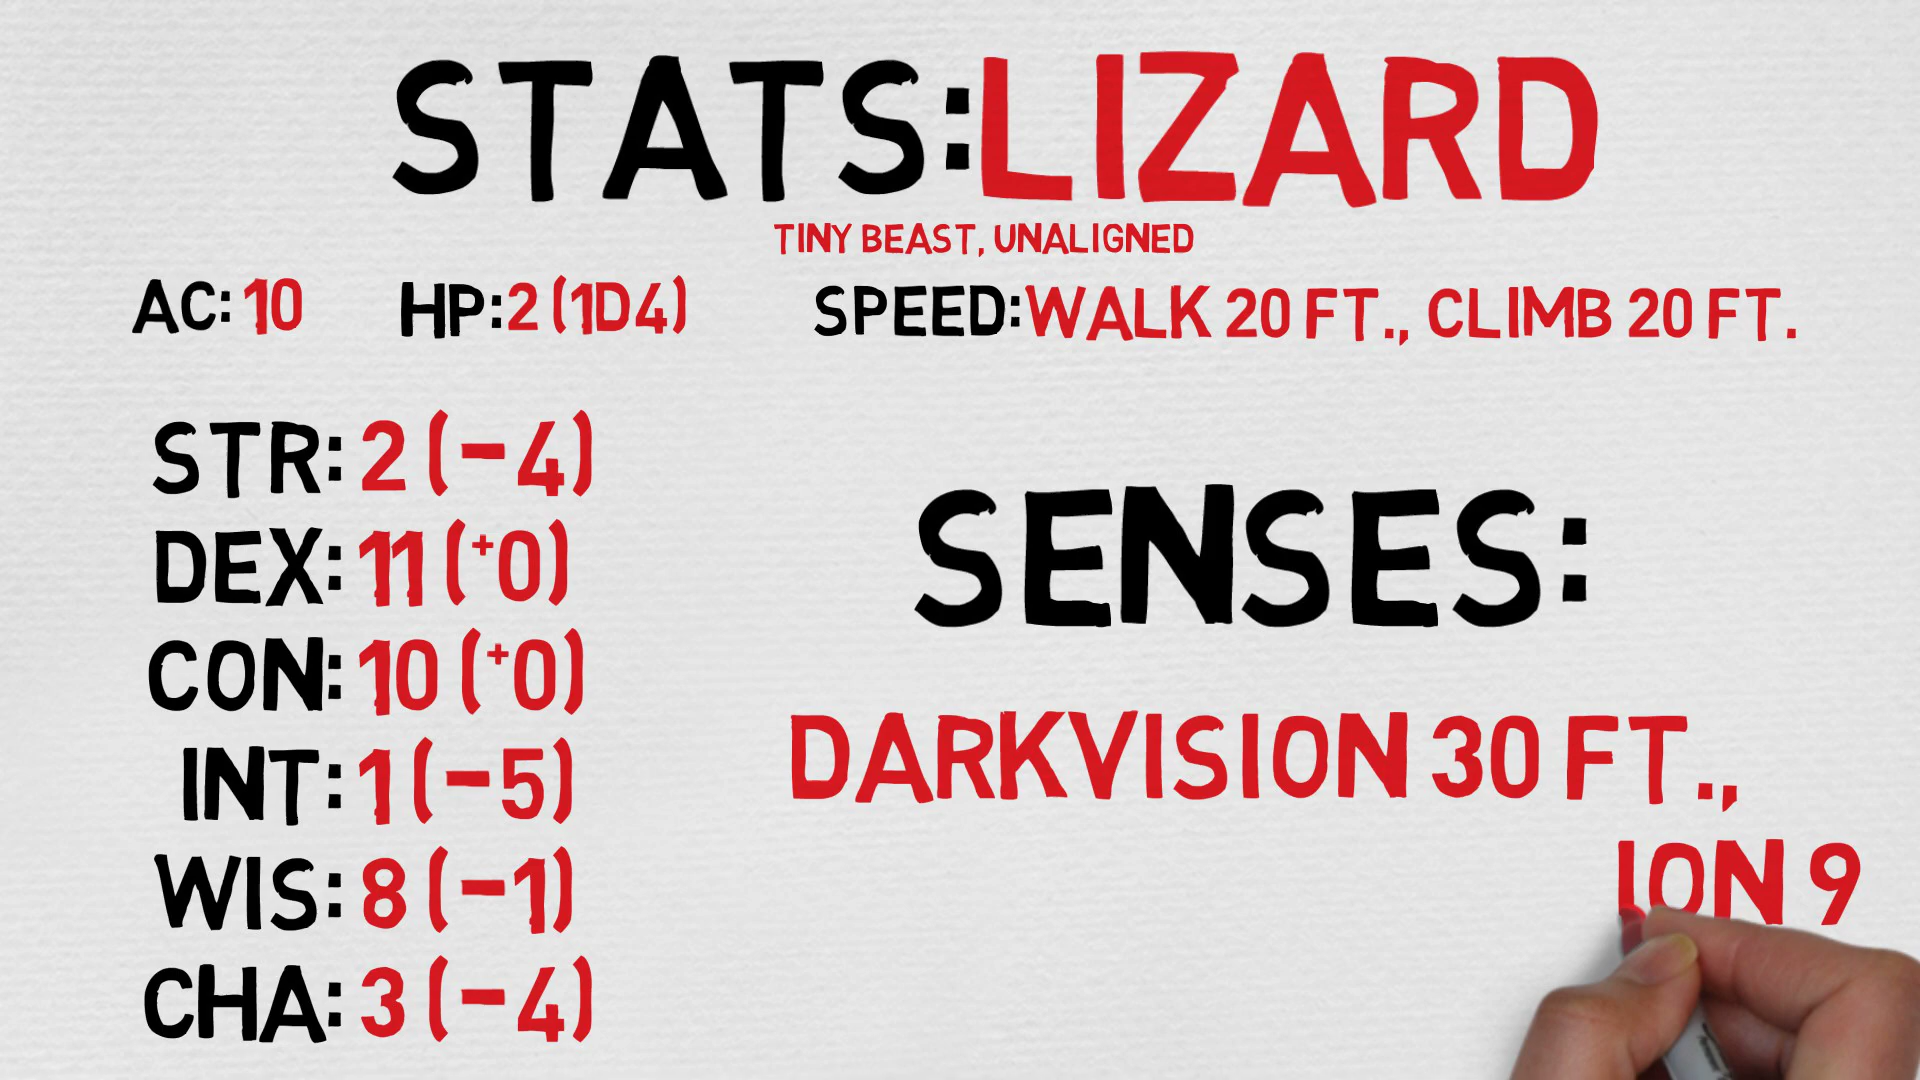 STATS:LIZARD
TINY BEAST, UNALIGNED
AC: 10 HP:2 (1D4) SPEED:WALK 20 FT., CLIMB 20 FT.
STR: 2 (-4)
DEX: 11 (+0)
CON: 10 (+0)
INT: 1 (-5)
WIS: 8 (-1)
CHA: 3 (-4)
SENSES:
DARKVISION 30 FT.,
ION 9